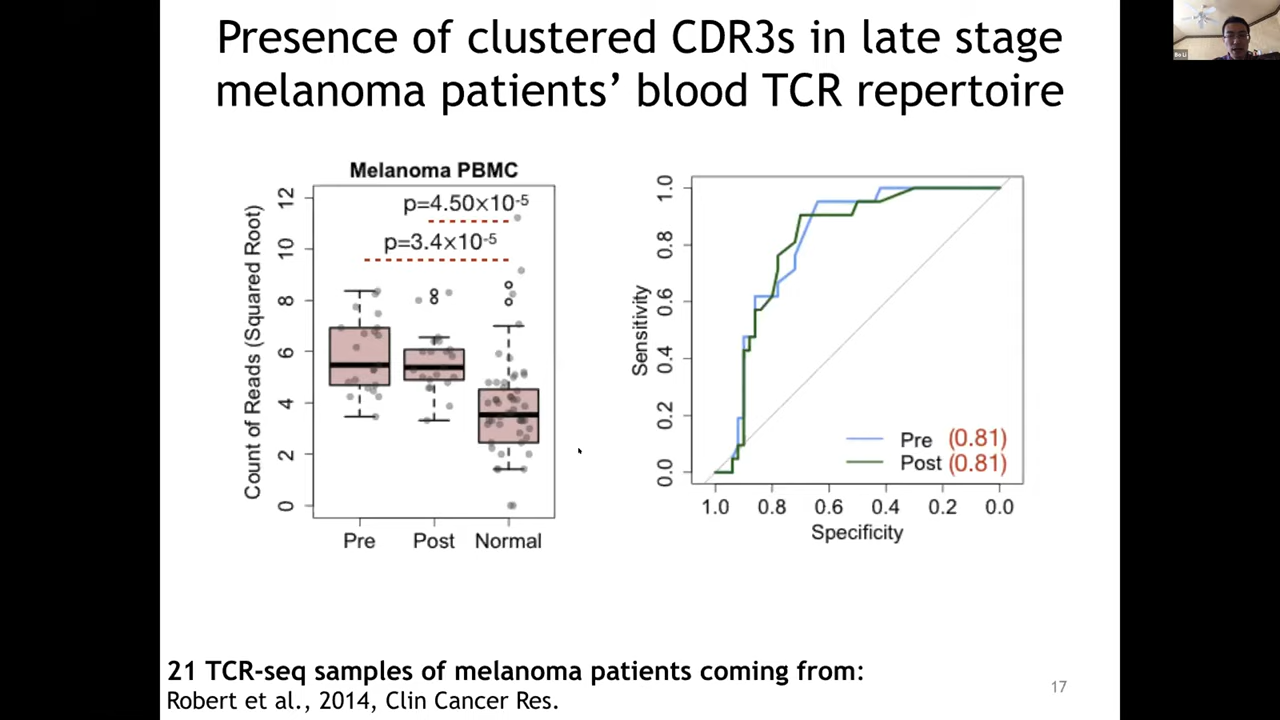 Presence of clustered CDR3s in late stage
melanoma patients’ blood TCR repertoire
Bo Li
Melanoma PBMC
p=4.50×10-5
p=3.4×10-5
Count of Reads (Squared Root)
12
10
8
6
4
2
0
Pre
Post
Normal
Sensitivity
1.0
0.8
0.6
0.4
0.2
0.0
Pre (0.81)
Post (0.81)
1.0 0.8 0.6 0.4 0.2 0.0
Specificity
21 TCR-seq samples of melanoma patients coming from:
Robert et al., 2014, Clin Cancer Res.
17